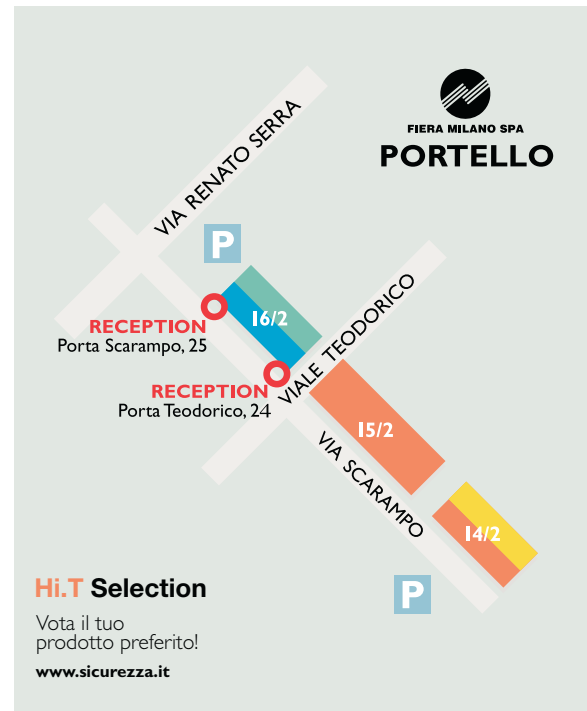 FIERA MILANO SPA
PORTELLO
VIA RENATO SERRA
P
16/2
VIALE TEODORICO
RECEPTION
Porta Scarampo, 25
RECEPTION
Porta Teodorico, 24
15/2
VIA SCARAMPO
14/2
P
Hi.T Selection
Vota il tuo
prodotto preferito!
www.sicurezza.it